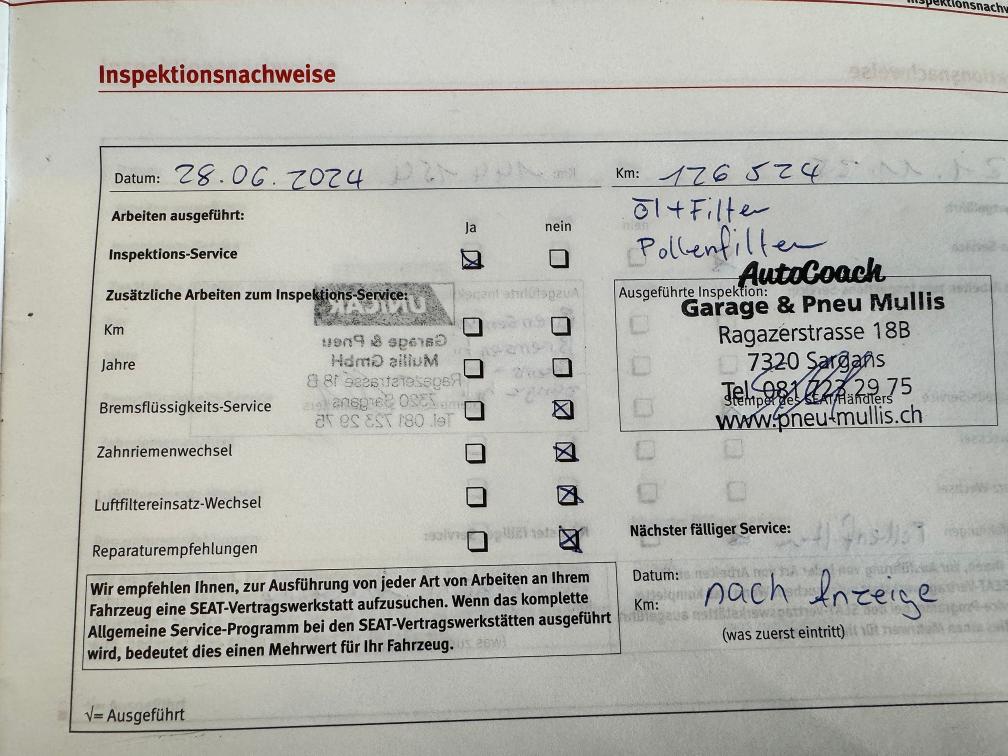 Inspektionsnachweise
Datum: 28.06.2024 Km: 126 524
Arbeiten ausgeführt:
Ja nein
Öl + Filter
Inspektions-Service
Pollenfilter
Zusätzliche Arbeiten zum Inspektions-Service:
Km
Jahre
Bremsflüssigkeits-Service
Zahnriemenwechsel
Luftfiltereinsatz-Wechsel
Reparaturempfehlungen
Ausgeführte Inspektion:
AutoCoach
Garage & Pneu Mullis
Ragazerstrasse 18B
7320 Sargans
Tel. 081 723 29 75
Stempel des SEAT-Händlers
www.pneu-mullis.ch
Nächster fälliger Service:
Datum:
Km: nach Anzeige
(was zuerst eintritt)
Wir empfehlen Ihnen, zur Ausführung von jeder Art von Arbeiten an Ihrem
Fahrzeug eine SEAT-Vertragswerkstatt aufzusuchen. Wenn das komplette
Allgemeine Service-Programm bei den SEAT-Vertragswerkstätten ausgeführt
wird, bedeutet dies einen Mehrwert für Ihr Fahrzeug.
√= Ausgeführt